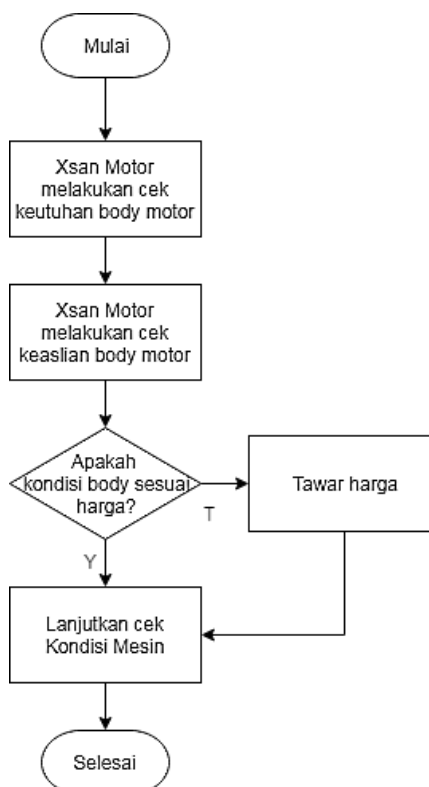 Mulai
Xsan Motor
melakukan cek
keutuhan body motor
Xsan Motor
melakukan cek
keaslian body motor
Apakah
kondisi body sesuai
harga?
T
Tawar harga
Y
Lanjutkan cek
Kondisi Mesin
Selesai